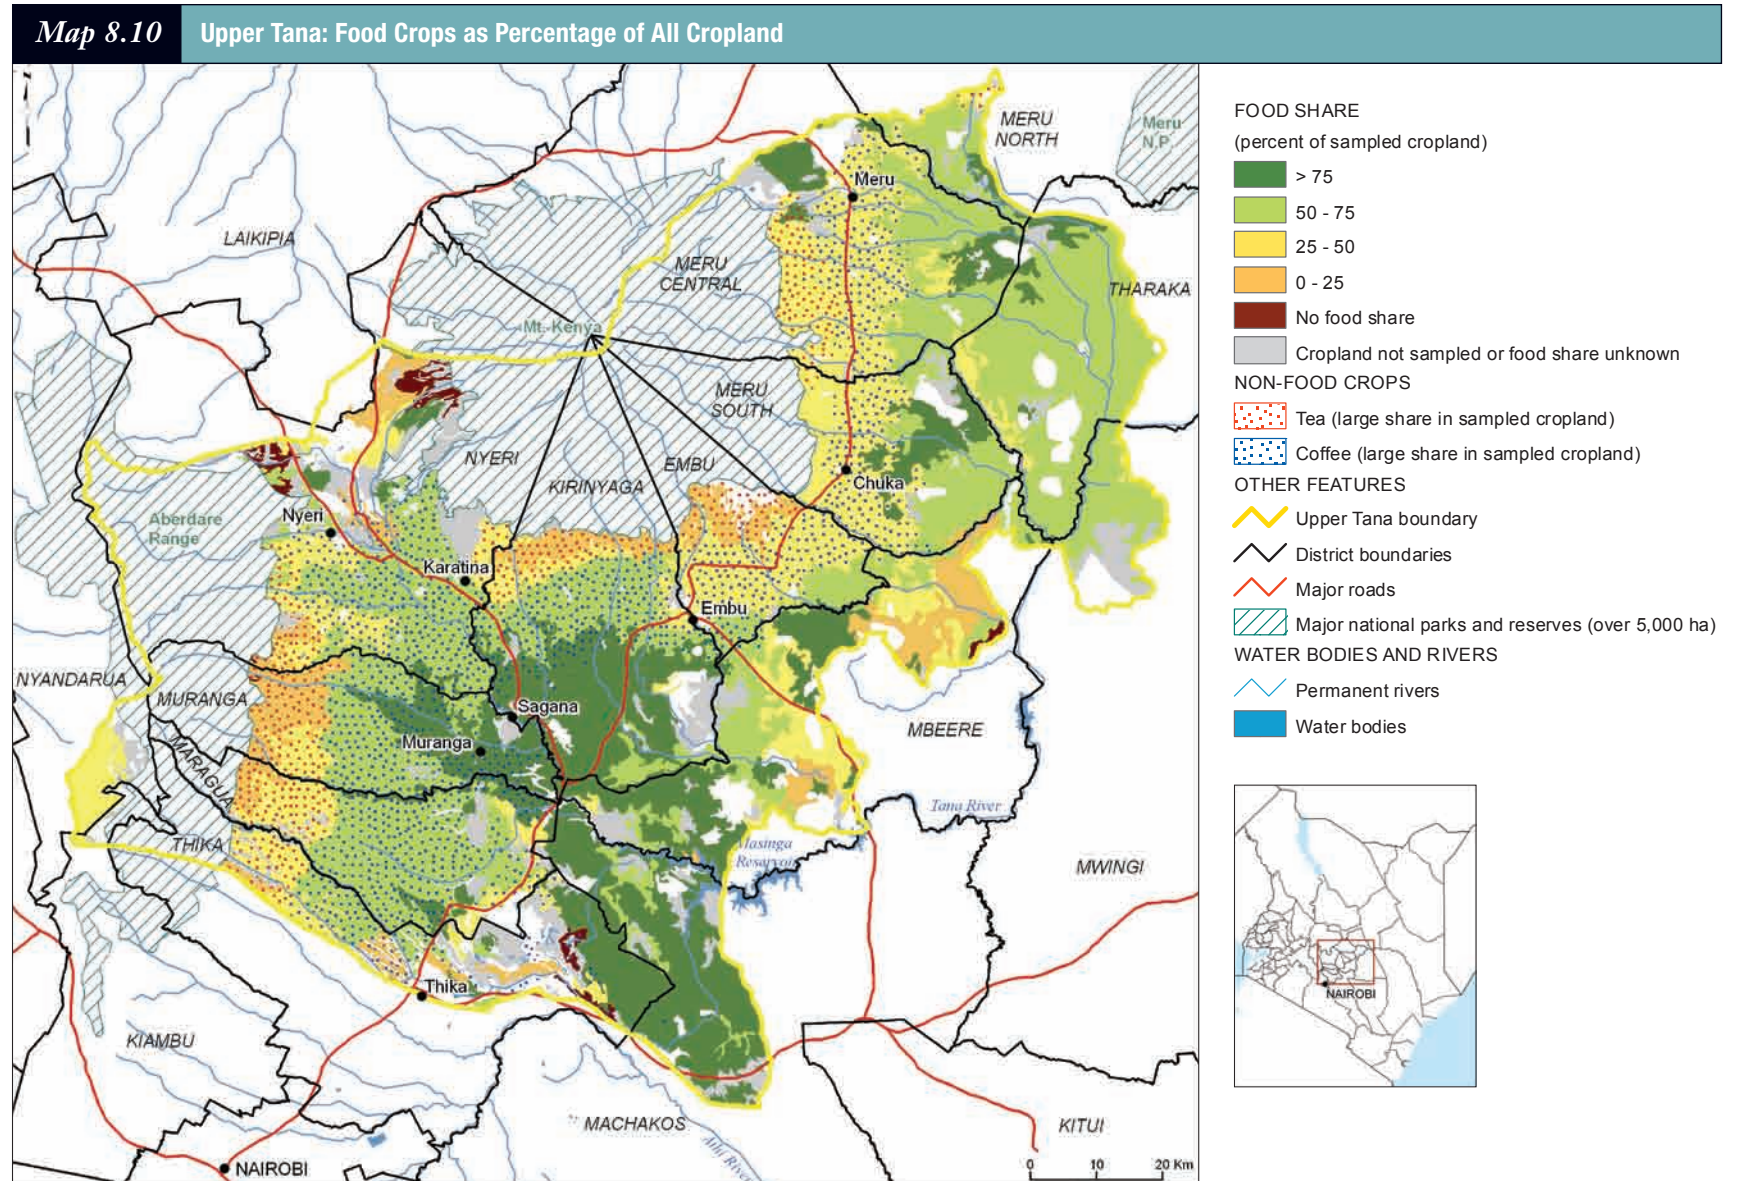 Map 8.10
Upper Tana: Food Crops as Percentage of All Cropland
MERU
NORTH
Meru
N.P.
Meru
LAIKIPIA
MERU
CENTRAL
THARAKA
Mt. Kenya
MERU
SOUTH
NYERI
EMBU
KIRINYAGA
Chuka
Nyeri
Aberdare
Range
Karatina
Embu
NYANDARUA
MURANGA
Sagana
MBEERE
Muranga
MARAGUA
Tana River
THIKA
Masinga
Reservoir
MWINGI
Thika
KIAMBU
MACHAKOS
KITUI
Athi River
NAIROBI
0 10 20 Km
FOOD SHARE
(percent of sampled cropland)
> 75
50 - 75
25 - 50
0 - 25
No food share
Cropland not sampled or food share unknown
NON-FOOD CROPS
Tea (large share in sampled cropland)
Coffee (large share in sampled cropland)
OTHER FEATURES
Upper Tana boundary
District boundaries
Major roads
Major national parks and reserves (over 5,000 ha)
WATER BODIES AND RIVERS
Permanent rivers
Water bodies
NAIROBI